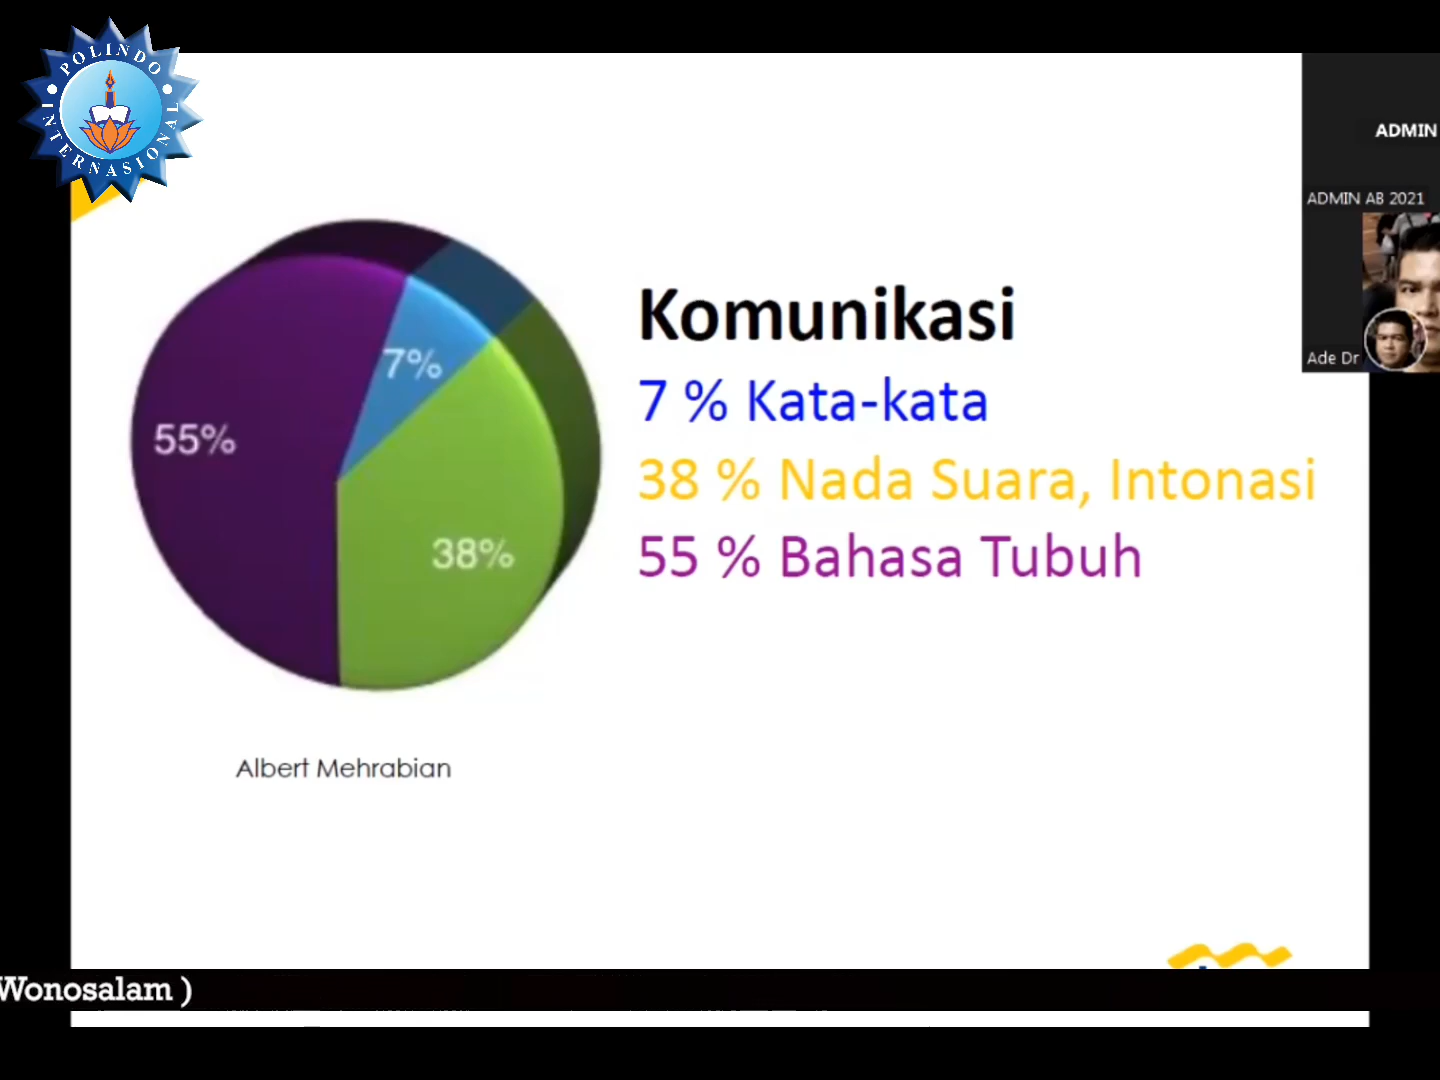 POLINDO
INTERNASIONAL
ADMIN
ADMIN AB 2021
Ade Dr
7%
55%
38%
Komunikasi
7 % Kata-kata
38 % Nada Suara, Intonasi
55 % Bahasa Tubuh
Albert Mehrabian
Wonosalam )